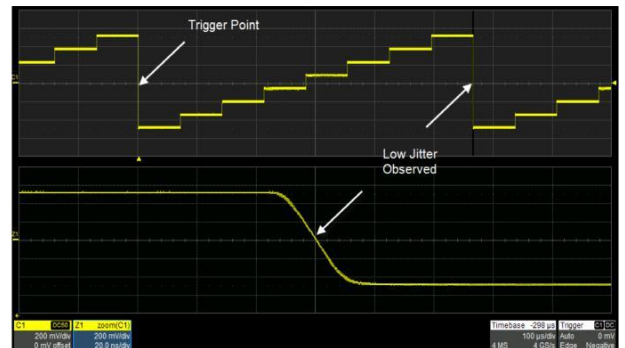 Trigger Point
C1
Low Jitter
Observed
Z1
C1 DC50 Z1 zoom(C1)
200 mV/div 200 mV/div
0 mV offset 20.0 ns/div
Timebase -298 µs Trigger C1 DC
100 µs/div Auto 0 mV
4 MS 4 GS/s Edge Negative